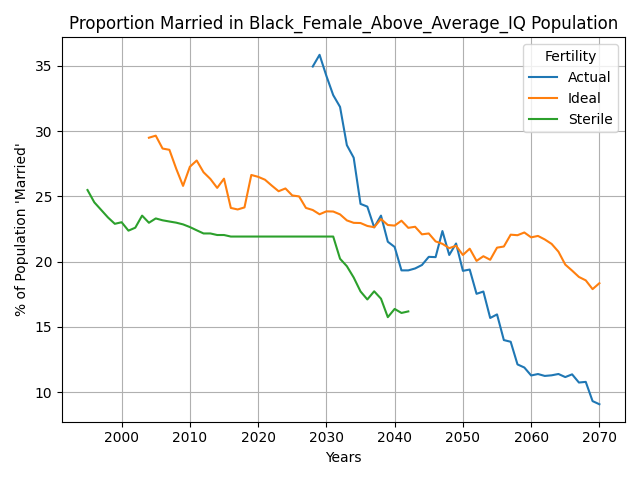 Proportion Married in Black_Female_Above_Average_IQ Population
Fertility
Actual
Ideal
Sterile
% of Population 'Married'
35
30
25
20
15
10
2000 2010 2020 2030 2040 2050 2060 2070
Years